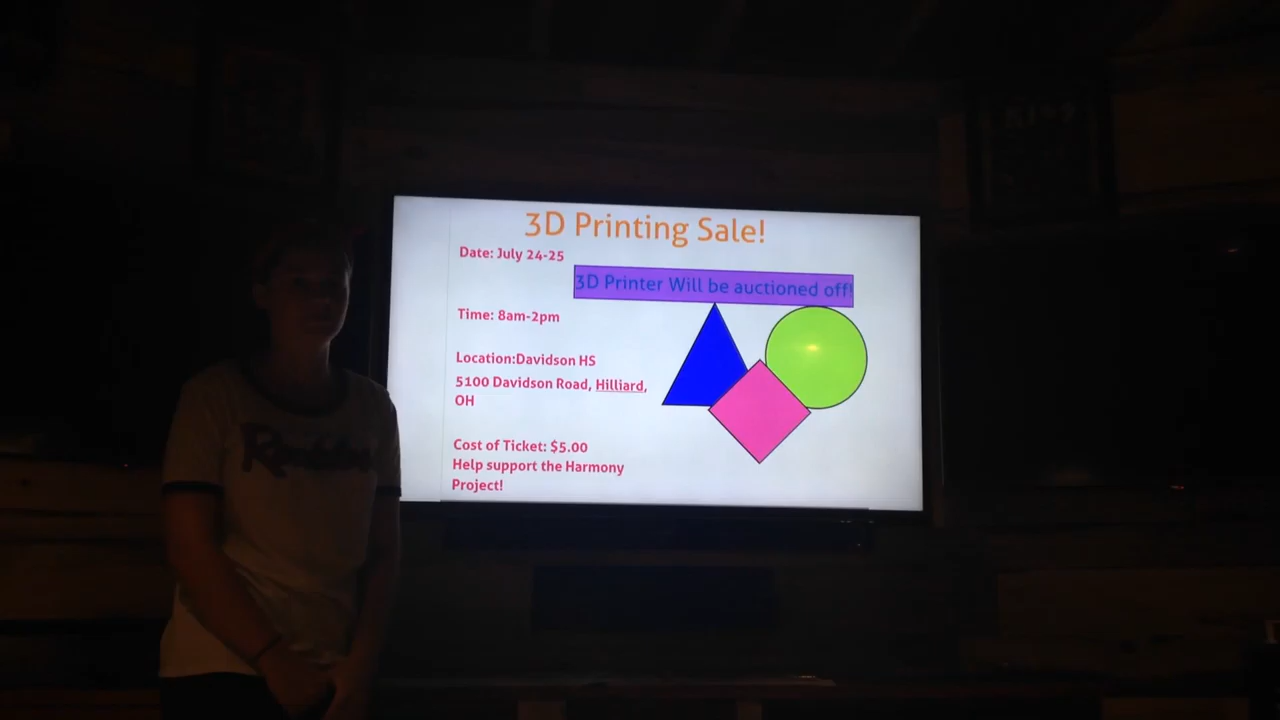 3D Printing Sale!
Date: July 24-25
3D Printer Will be auctioned off!
Time: 8am-2pm
Location:Davidson HS
5100 Davidson Road, Hilliard,
OH
Cost of Ticket: $5.00
Help support the Harmony
Project!